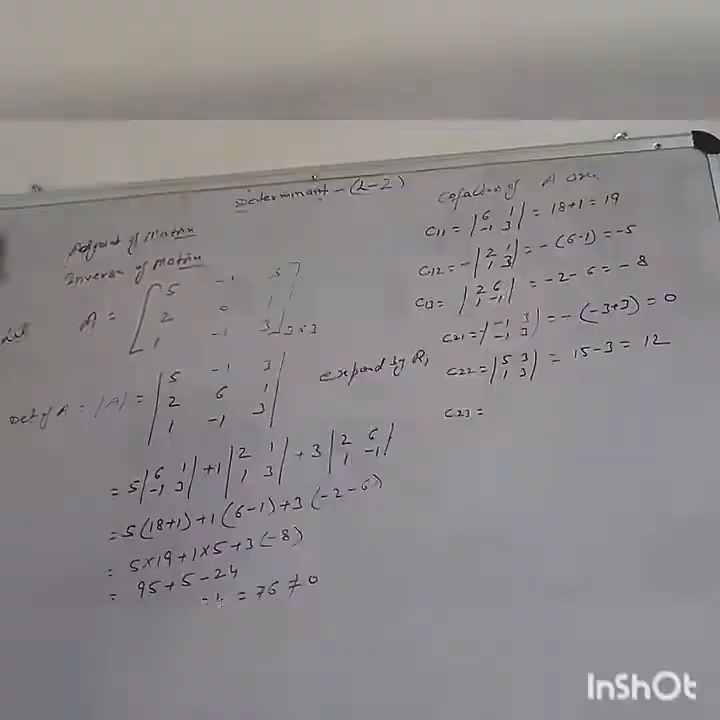 Determinant - (L-2)
Adjoint of Matrix
Inverse of Matrix
A = [5 -1 3
2 0 1
1 -1 3] 3×3
Det of A = |A| = |5 -1 3
2 6 1
1 -1 3| expand by R₁
= 5 |6 1
-1 3| + 1 |2 1
1 3| + 3 |2 6
1 -1|
= 5(18+1) + 1(6-1) + 3(-2-6)
= 5×19 + 1×5 + 3(-8)
= 95 + 5 - 24
= 76 ≠ 0
Cofactors of A are
C11 = |6 1
-1 3| = 18+1 = 19
C12 = - |2 1
1 3| = -(6-1) = -5
C13 = |2 6
1 -1| = -2-6 = -8
C21 = |-1 3
-1 3| = -(-3+3) = 0
C22 = |5 3
1 3| = 15-3 = 12
C23 =
InShOt